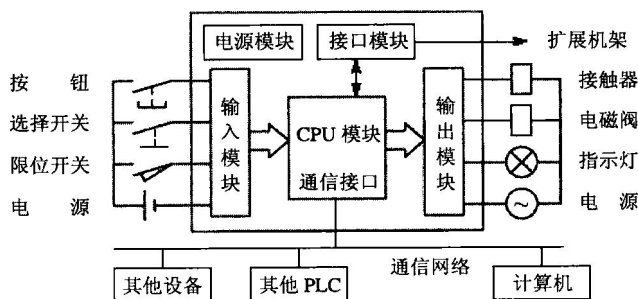 电源模块
接口模块
扩展机架
按 钮
选择开关
限位开关
电 源
输入模块
CPU 模块
通信接口
输出模块
接触器
电磁阀
指示灯
~
电 源
通信网络
其他设备
其他 PLC
计算机